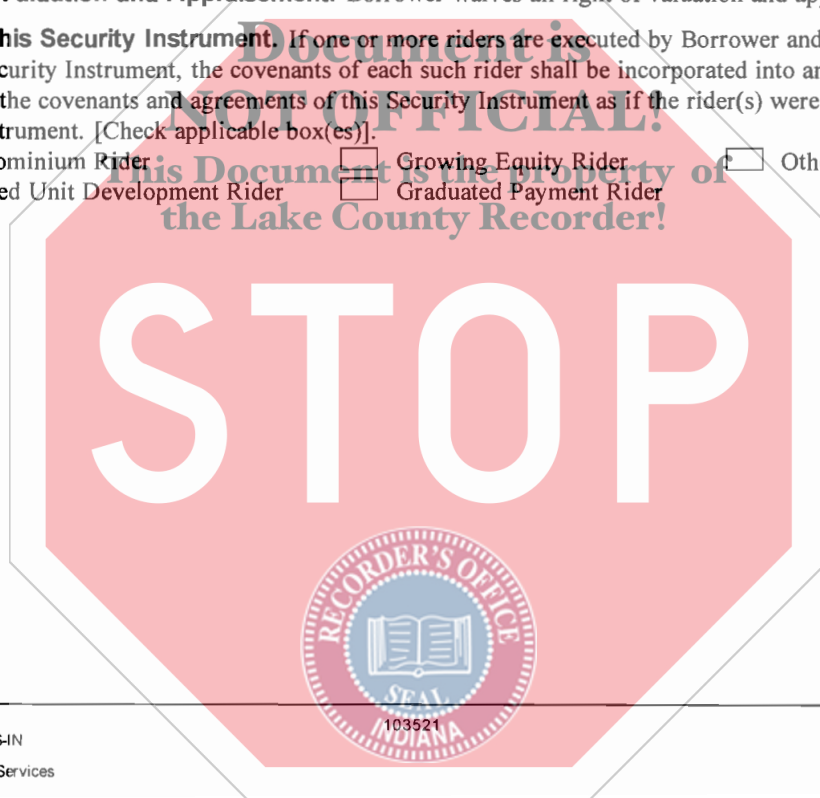 Valuation and Appraisement. Borrower waives all right of valuation and app
his Security Instrument. If one or more riders are executed by Borrower and
curity Instrument, the covenants of each such rider shall be incorporated into an
the covenants and agreements of this Security Instrument as if the rider(s) were
trument. [Check applicable box(es)].
ominium Rider Growing Equity Rider Oth
ed Unit Development Rider Graduated Payment Rider
Document is
NOT OFFICIAL!
This Document is the property of
the Lake County Recorder!
STOP
RECORDER'S OFFICE
SEAL
INDIANA
103521
-IN
Services